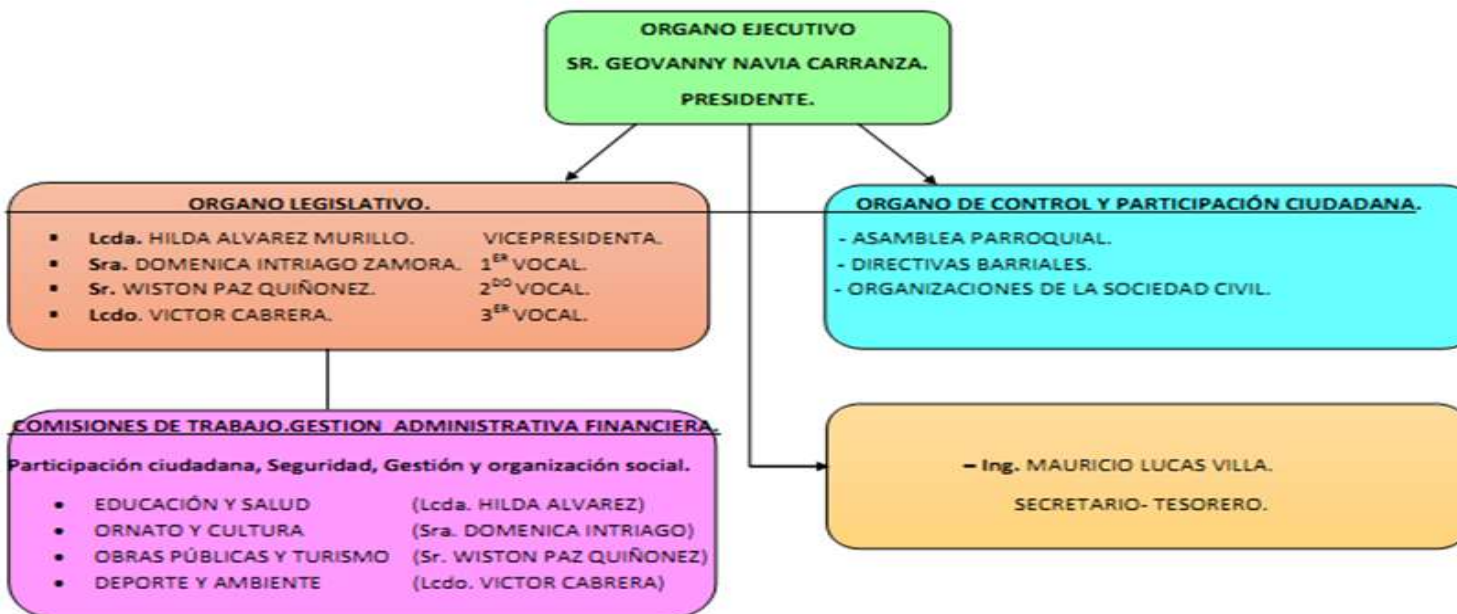 ORGANO EJECUTIVO
SR. GEOVANNY NAVIA CARRANZA.
PRESIDENTE.
ORGANO LEGISLATIVO.
▪ Lcda. HILDA ALVAREZ MURILLO. VICEPRESIDENTA.
▪ Sra. DOMENICA INTRIAGO ZAMORA. 1ER VOCAL.
▪ Sr. WISTON PAZ QUIÑONEZ. 2DO VOCAL.
▪ Lcdo. VICTOR CABRERA. 3ER VOCAL.
ORGANO DE CONTROL Y PARTICIPACIÓN CIUDADANA.
- ASAMBLEA PARROQUIAL.
- DIRECTIVAS BARRIALES.
- ORGANIZACIONES DE LA SOCIEDAD CIVIL.
COMISIONES DE TRABAJO.GESTION ADMINISTRATIVA FINANCIERA.
Participación ciudadana, Seguridad, Gestión y organización social.
• EDUCACIÓN Y SALUD (Lcda. HILDA ALVAREZ)
• ORNATO Y CULTURA (Sra. DOMENICA INTRIAGO)
• OBRAS PÚBLICAS Y TURISMO (Sr. WISTON PAZ QUIÑONEZ)
• DEPORTE Y AMBIENTE (Lcdo. VICTOR CABRERA)
– Ing. MAURICIO LUCAS VILLA.
SECRETARIO- TESORERO.